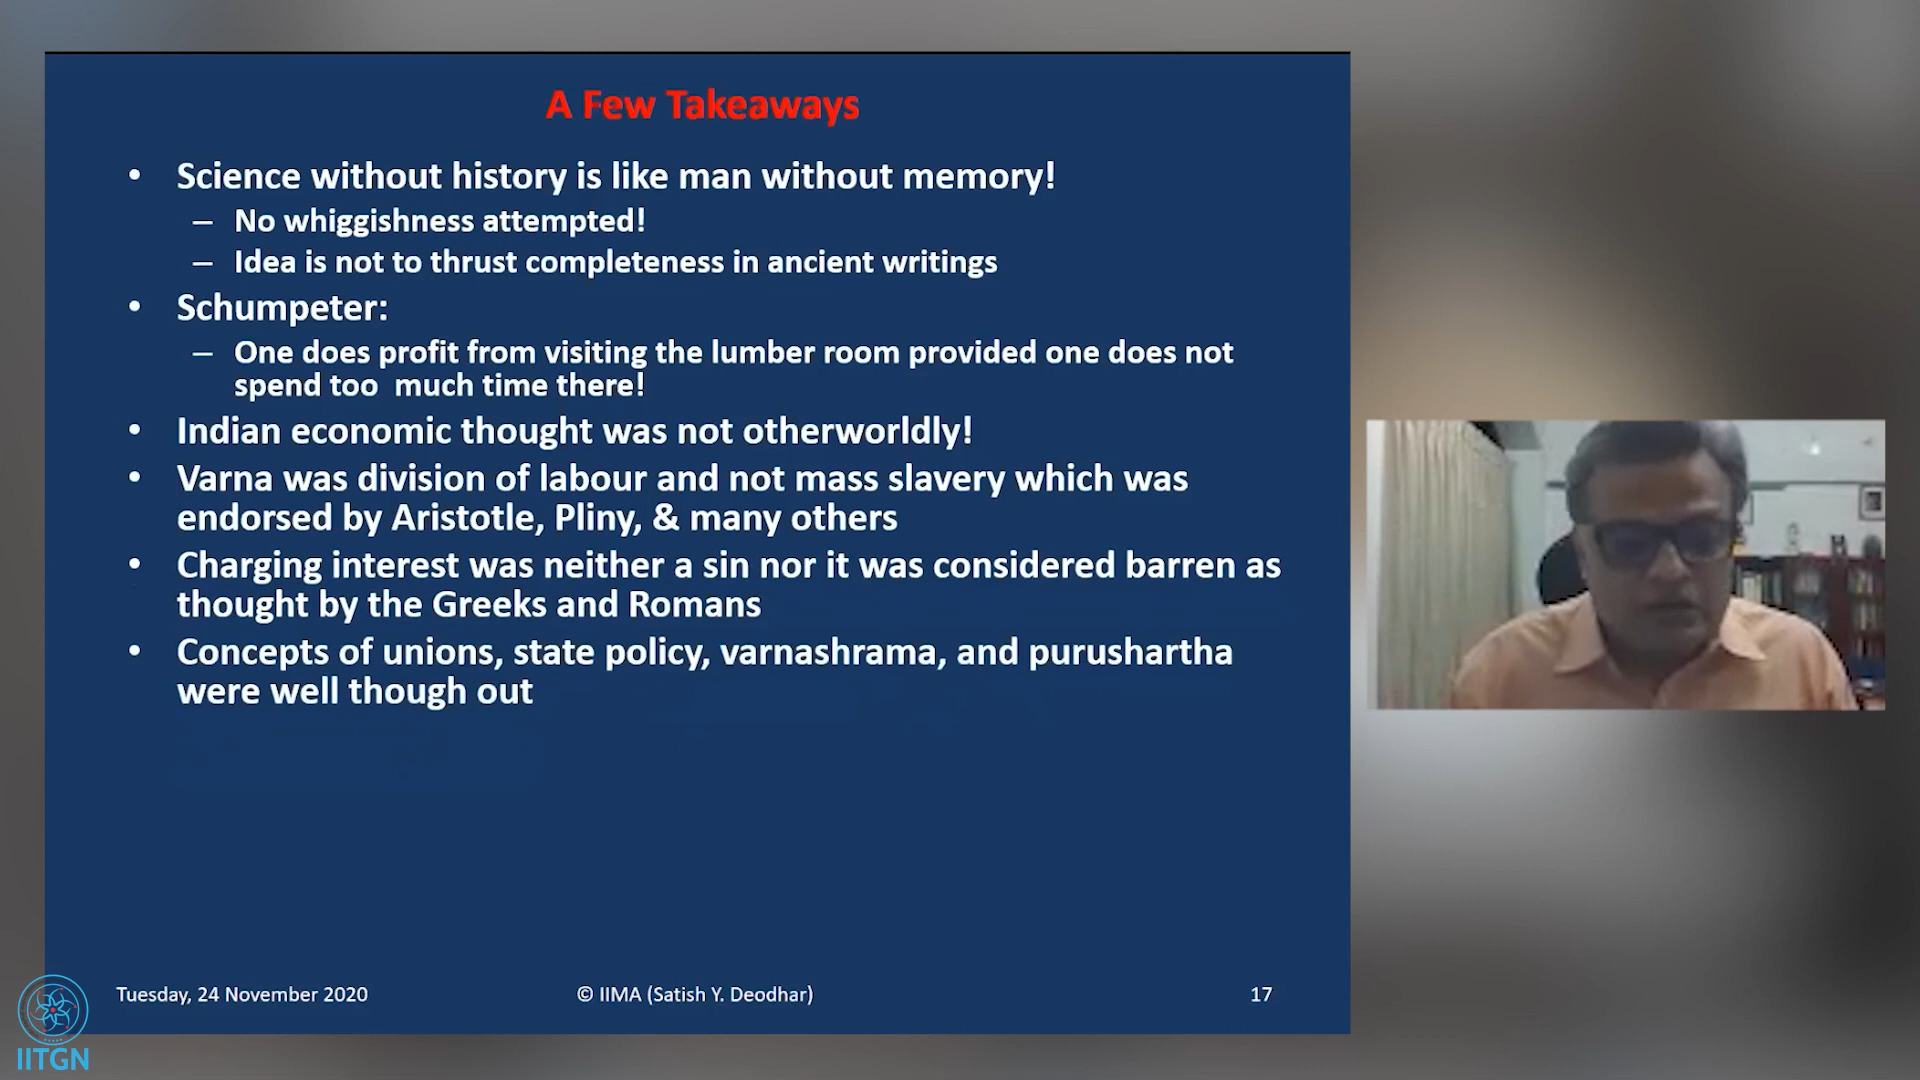 A Few Takeaways
• Science without history is like man without memory!
– No whiggishness attempted!
– Idea is not to thrust completeness in ancient writings
• Schumpeter:
– One does profit from visiting the lumber room provided one does not
spend too  much time there!
• Indian economic thought was not otherworldly!
• Varna was division of labour and not mass slavery which was
endorsed by Aristotle, Pliny, & many others
• Charging interest was neither a sin nor it was considered barren as
thought by the Greeks and Romans
• Concepts of unions, state policy, varnashrama, and purushartha
were well though out
Tuesday, 24 November 2020
© IIMA (Satish Y. Deodhar)
17
IITGN